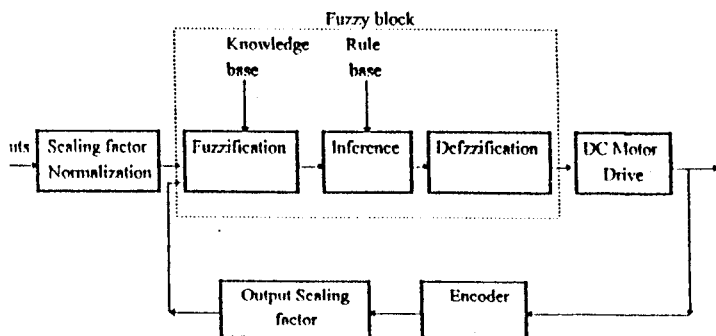 Fuzzy block
Knowledge base
Rule base
uts
Scaling factor
Normalization
Fuzzification
Inference
Defzzification
DC Motor
Drive
Output Scaling
factor
Encoder